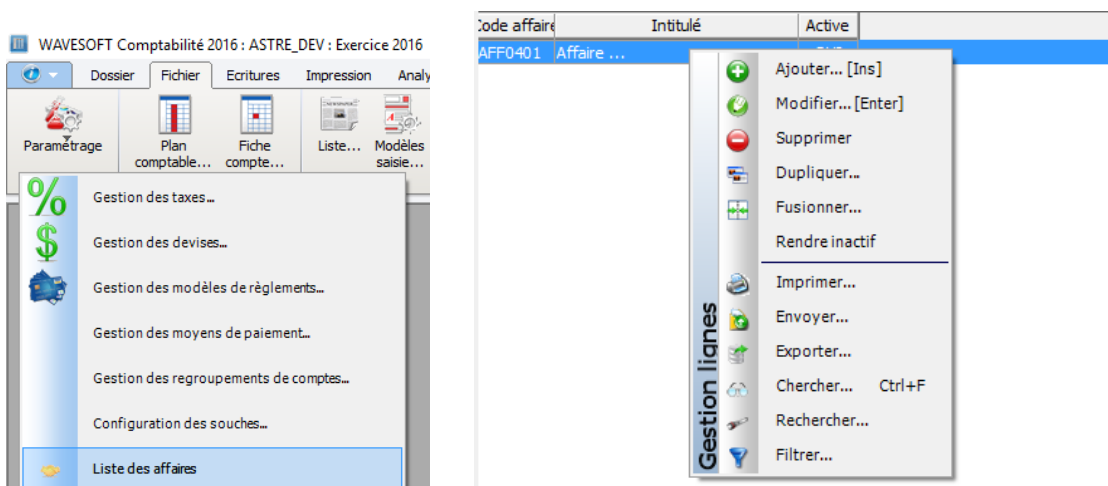 WAVESOFT Comptabilité 2016 : ASTRE_DEV : Exercice 2016
Dossier Fichier Ecritures Impression Analy
Paramétrage Plan comptable... Fiche compte... Liste... Modèles saisie...
Gestion des taxes...
Gestion des devises...
Gestion des modèles de règlements...
Gestion des moyens de paiement...
Gestion des regroupements de comptes...
Configuration des souches...
Liste des affaires
Code affaire Intitulé Active
AFF0401 Affaire ...
Gestion lignes
Ajouter... [Ins]
Modifier... [Enter]
Supprimer
Dupliquer...
Fusionner...
Rendre inactif
Imprimer...
Envoyer...
Exporter...
Chercher... Ctrl+F
Rechercher...
Filtrer...